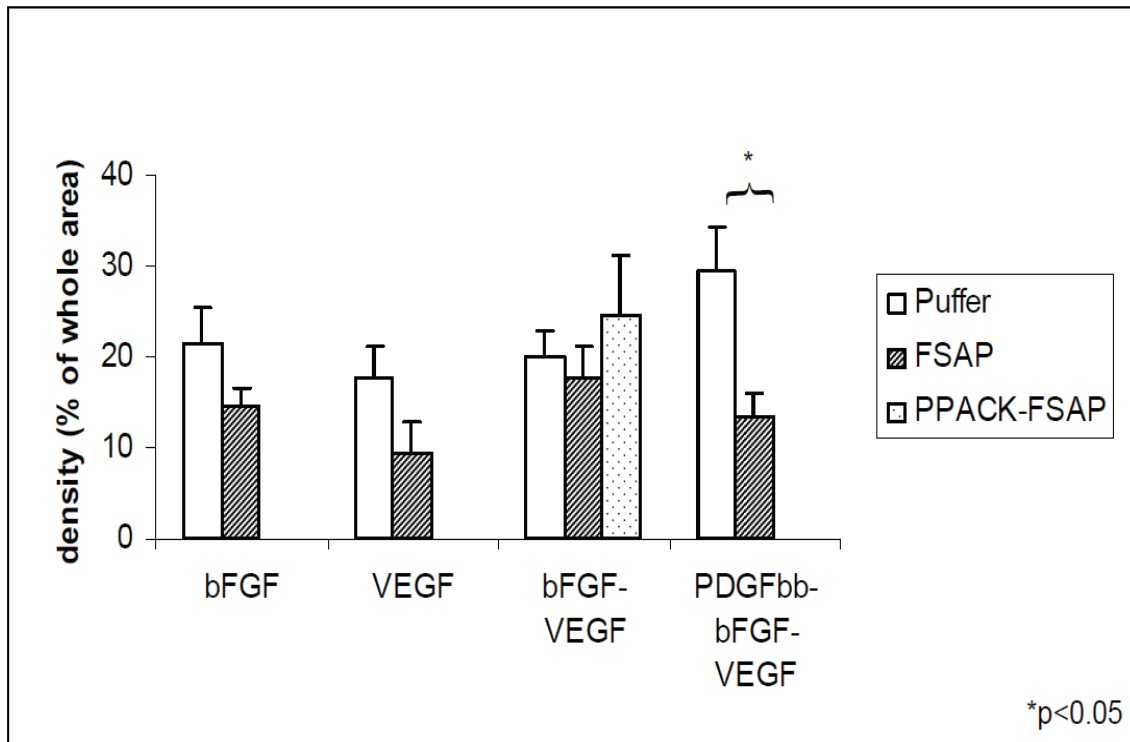 density (% of whole area)
40
30
20
10
0
*
bFGF
VEGF
bFGF-
VEGF
PDGFbb-
bFGF-
VEGF
Puffer
FSAP
PPACK-FSAP
*p<0.05